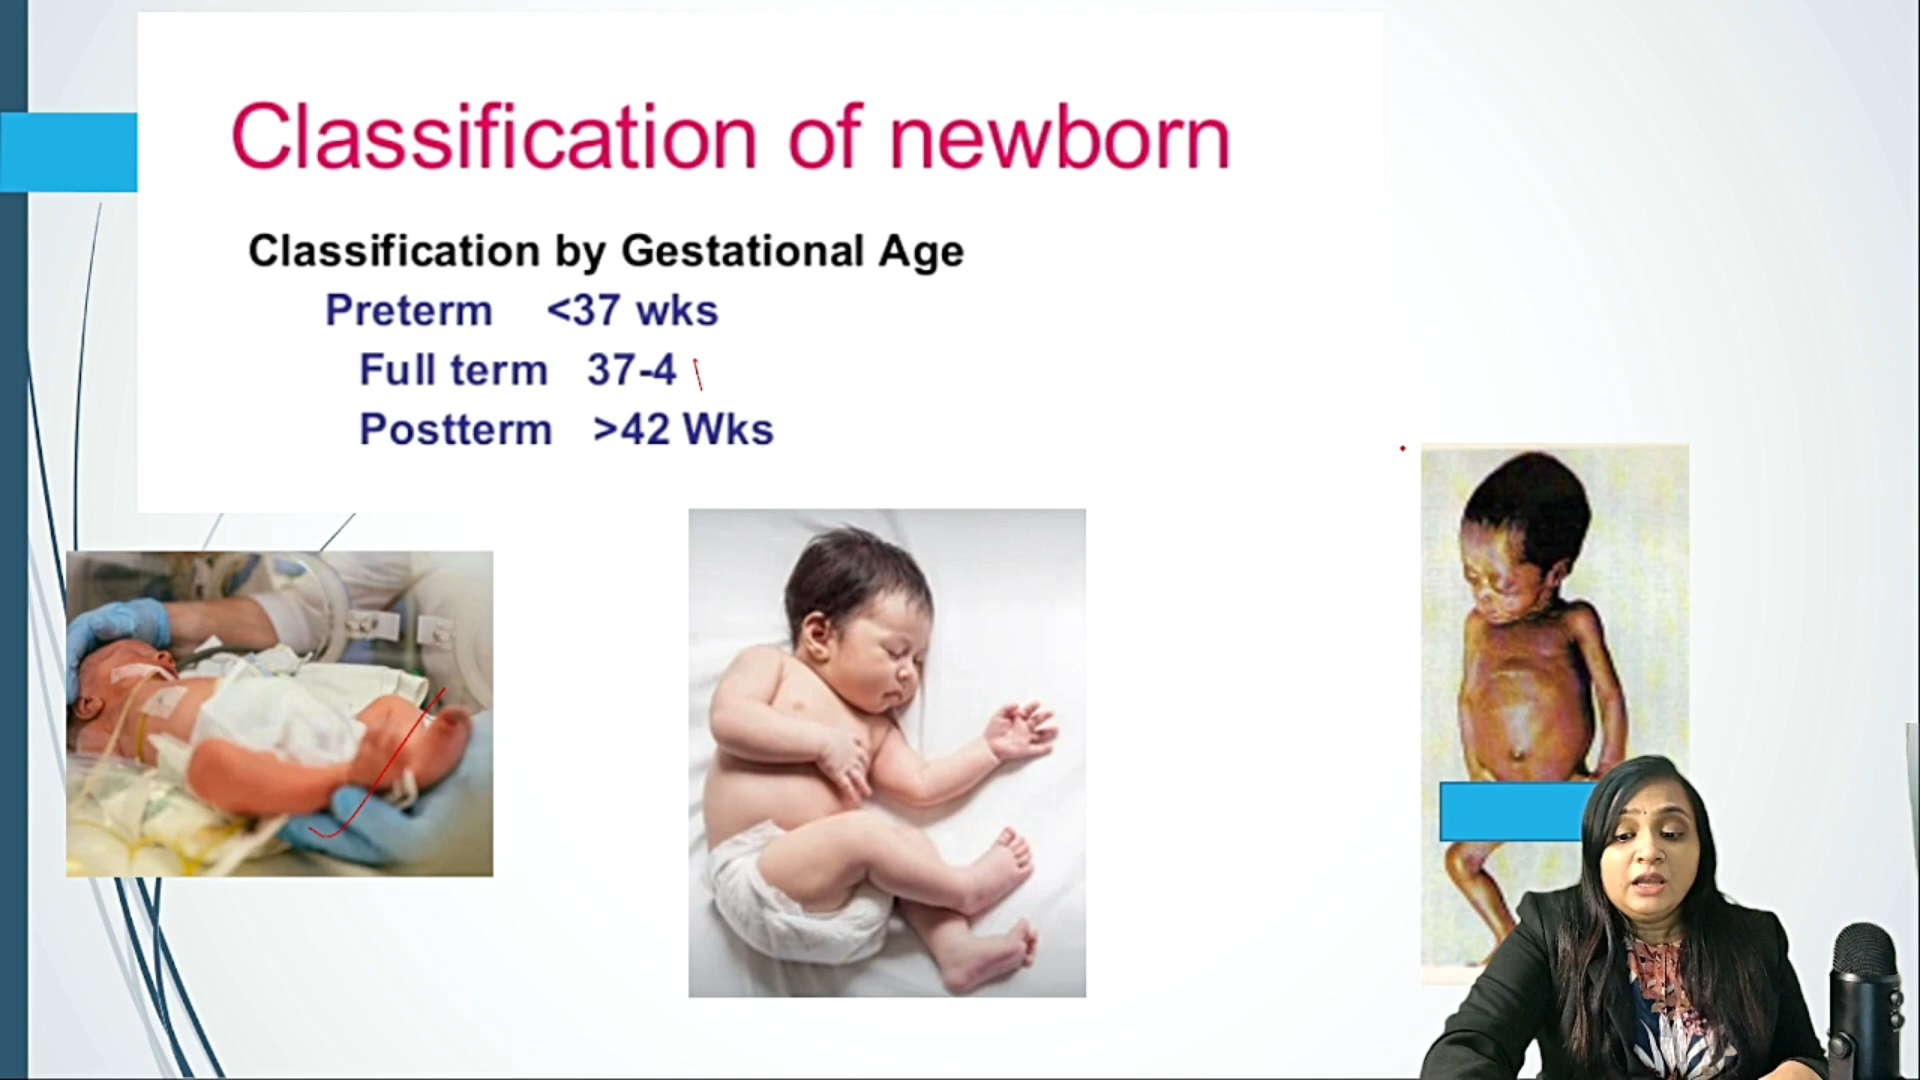 Classification of newborn
Classification by Gestational Age
Preterm <37 wks
Full term 37-4
Postterm >42 Wks